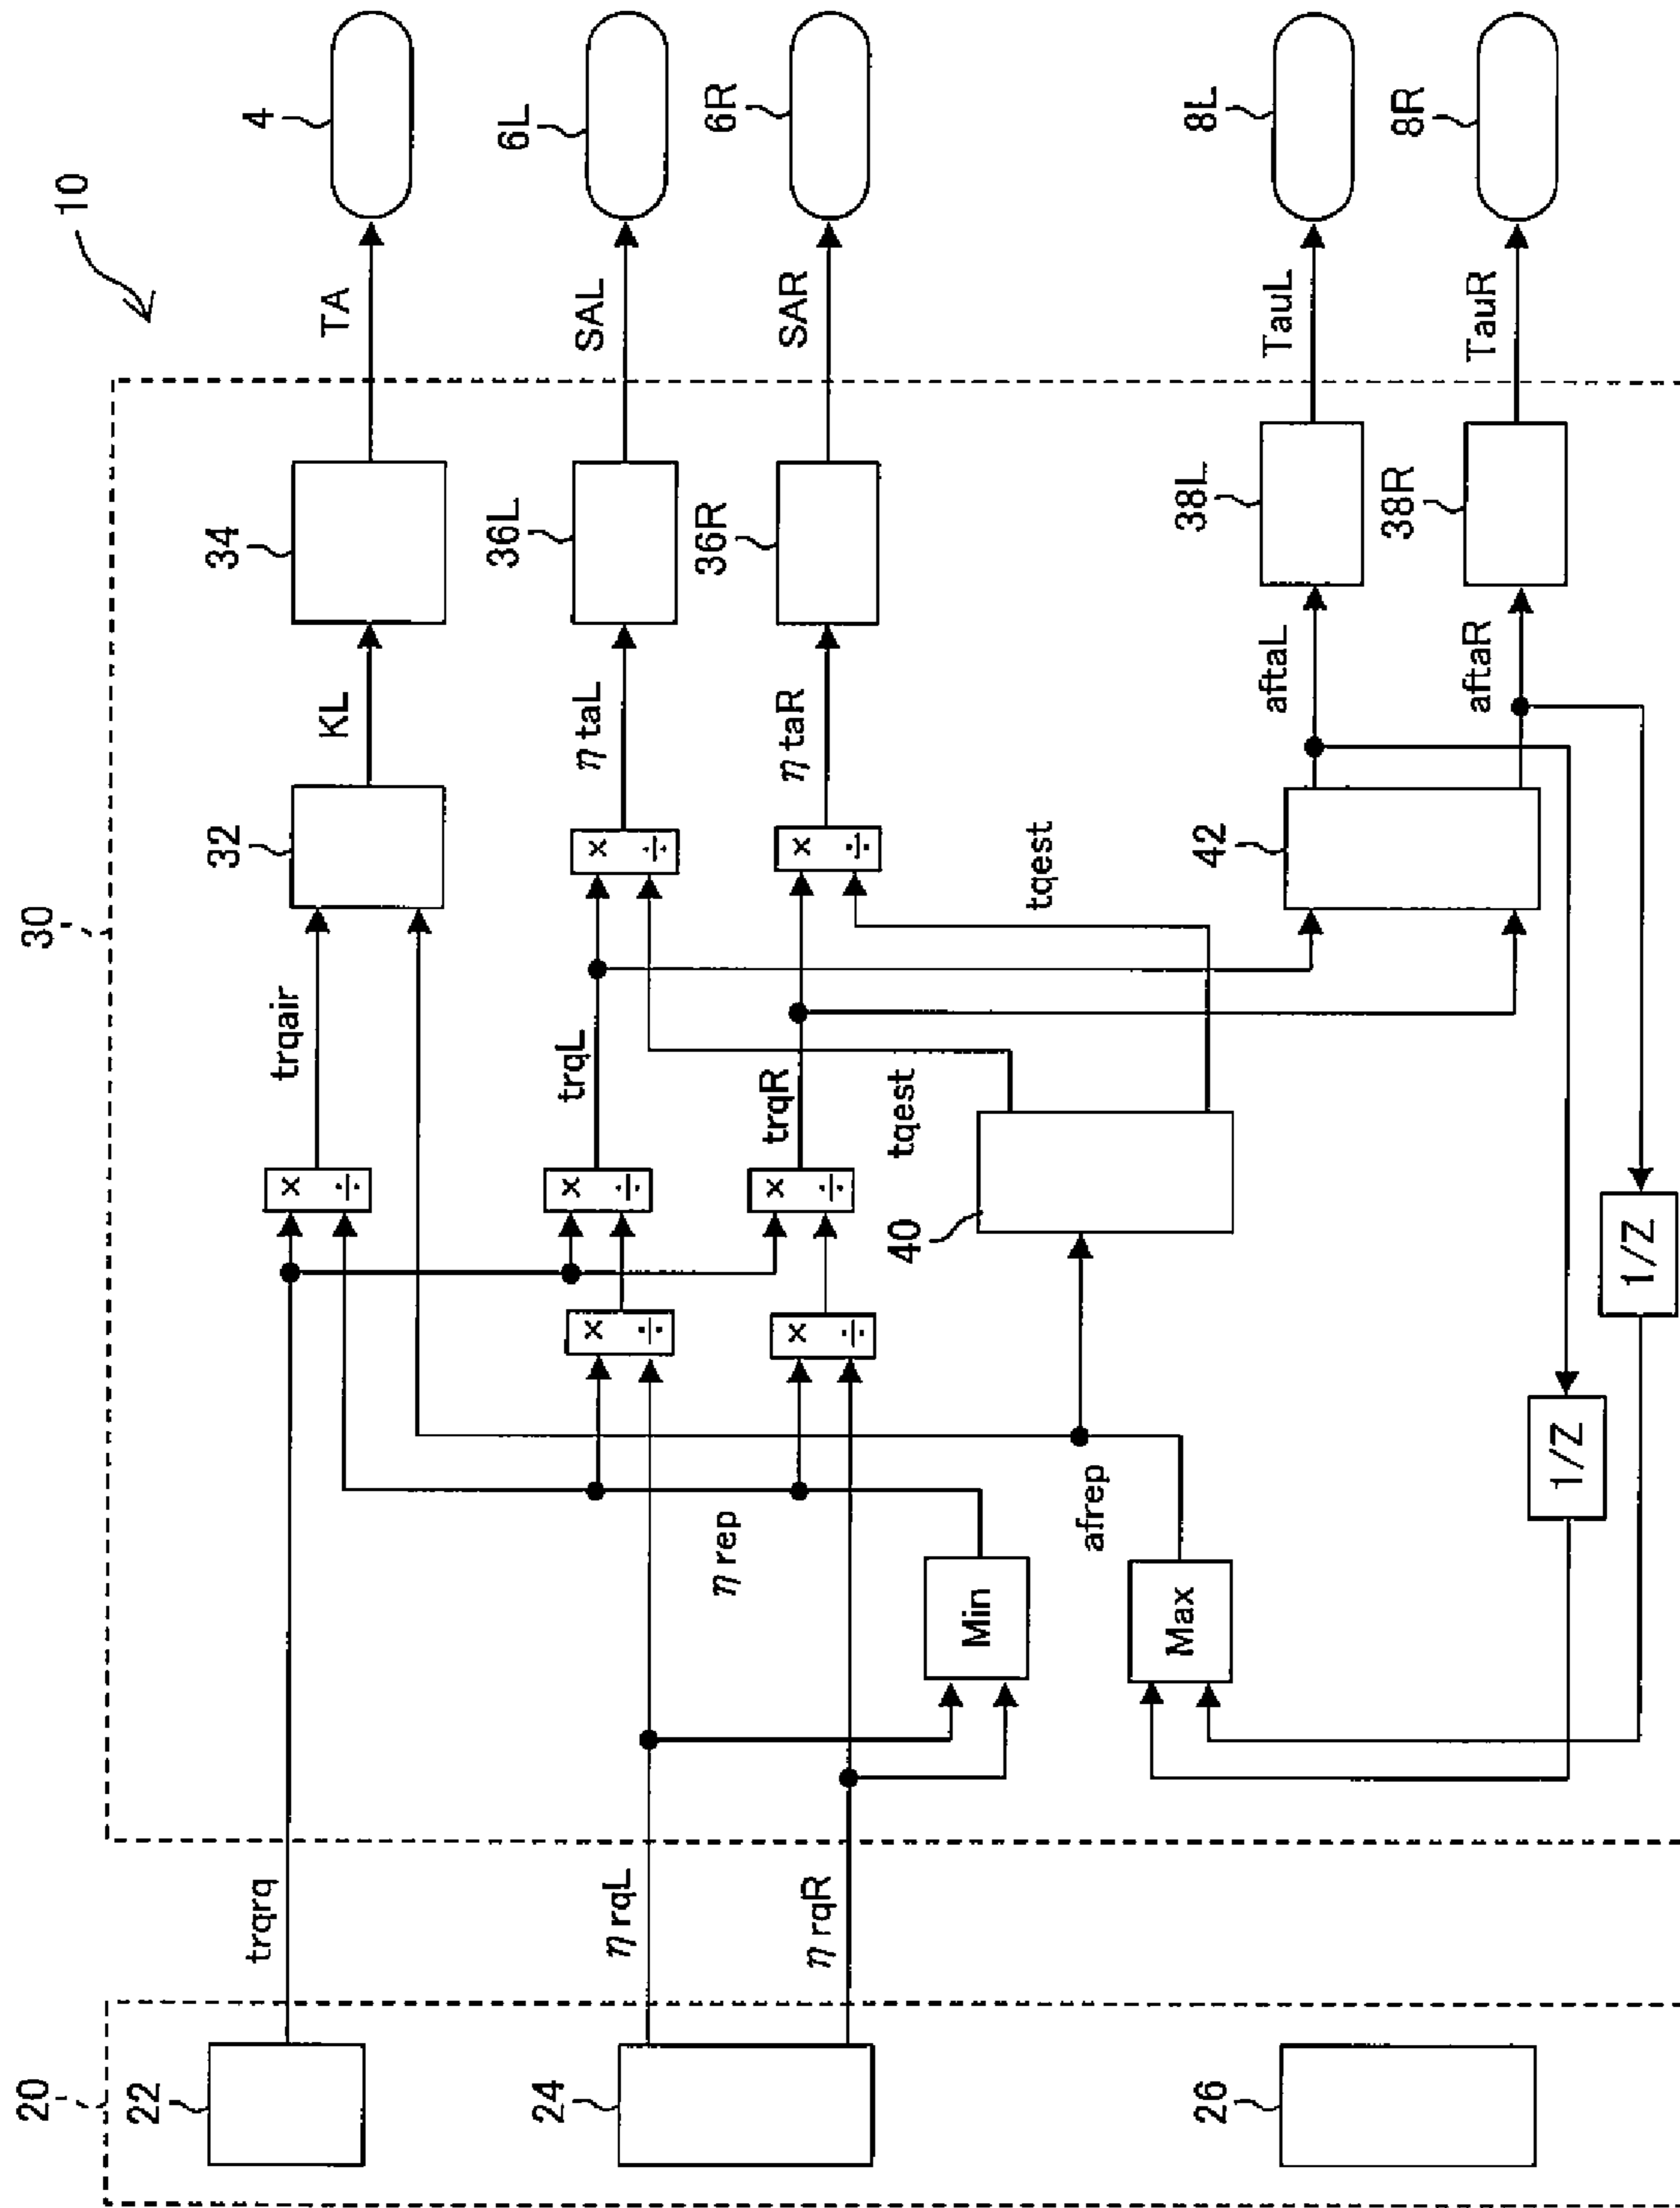 10
20
22
24
26
30
trqrq
η rqL
η rqR
×
÷
trqair
32
KL
34
TA
4
×
÷
×
÷
trqL
×
÷
η taL
36L
SAL
6L
×
÷
×
÷
trqR
×
÷
η taR
36R
SAR
6R
η rep
Min
afrep
Max
40
tqest
tqest
42
aftaL
38L
TauL
8L
aftaR
38R
TauR
8R
1/Z
1/Z